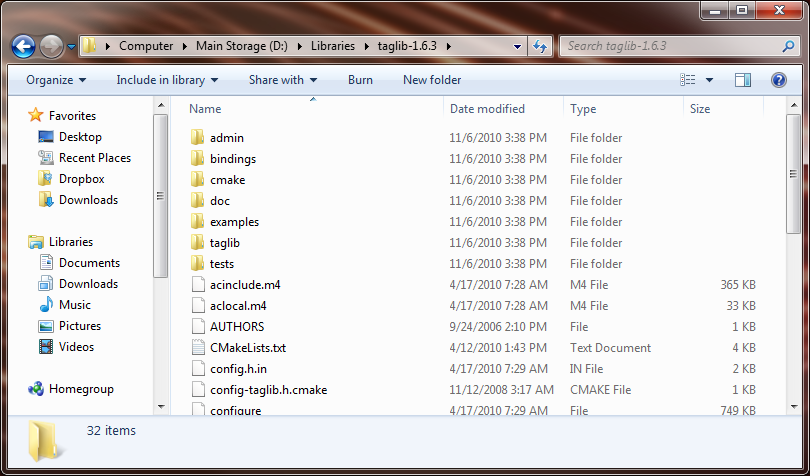 Computer Main Storage (D:) Libraries taglib-1.6.3 Search taglib-1.6.3
Organize Include in library Share with Burn New folder
Favorites
Desktop
Recent Places
Dropbox
Downloads
Libraries
Documents
Downloads
Music
Pictures
Videos
Homegroup
Name Date modified Type Size
admin 11/6/2010 3:38 PM File folder
bindings 11/6/2010 3:38 PM File folder
cmake 11/6/2010 3:38 PM File folder
doc 11/6/2010 3:38 PM File folder
examples 11/6/2010 3:38 PM File folder
taglib 11/6/2010 3:38 PM File folder
tests 11/6/2010 3:38 PM File folder
acinclude.m4 4/17/2010 7:28 AM M4 File 365 KB
aclocal.m4 4/17/2010 7:28 AM M4 File 33 KB
AUTHORS 9/24/2006 2:10 PM File 1 KB
CMakeLists.txt 4/12/2010 1:43 PM Text Document 4 KB
config.h.in 4/17/2010 7:29 AM IN File 2 KB
config-taglib.h.cmake 11/12/2008 3:17 AM CMAKE File 1 KB
configure 4/17/2010 7:29 AM File 749 KB
32 items